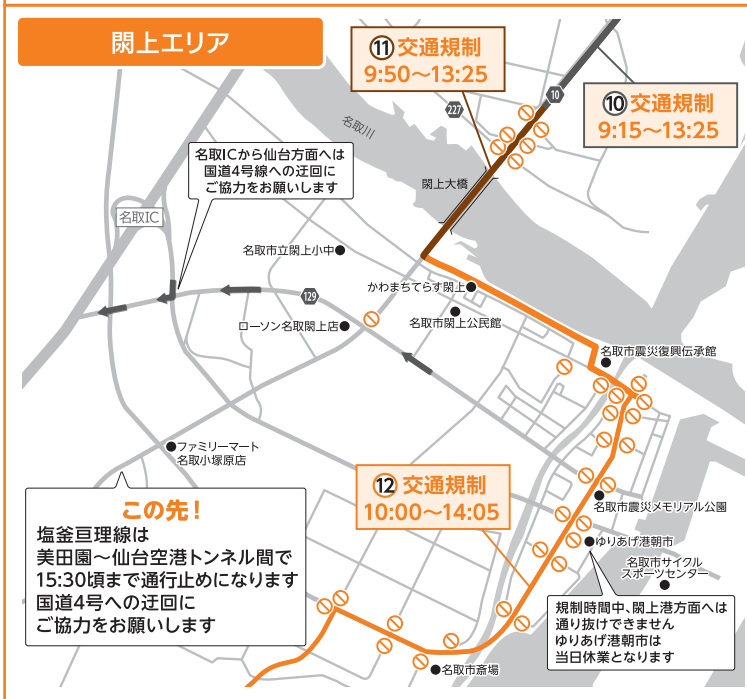 閖上エリア
⑪ 交通規制
9:50〜13:25
⑩ 交通規制
9:15〜13:25
10
227
名取川
名取ICから仙台方面へは
国道4号線への迂回に
ご協力をお願いします
閖上大橋
名取IC
名取市立閖上小中
かわまちてらす閖上
129
名取市閖上公民館
ローソン名取閖上店
名取市震災復興伝承館
ファミリーマート
名取小塚原店
⑫ 交通規制
10:00〜14:05
名取市震災メモリアル公園
この先!
塩釜亘理線は
美田園〜仙台空港トンネル間で
15:30頃まで通行止めになります
国道4号への迂回に
ご協力をお願いします
ゆりあげ港朝市
名取市サイクル
スポーツセンター
規制時間中、閖上港方面へは
通り抜けできません
ゆりあげ港朝市は
当日休業となります
名取市斎場